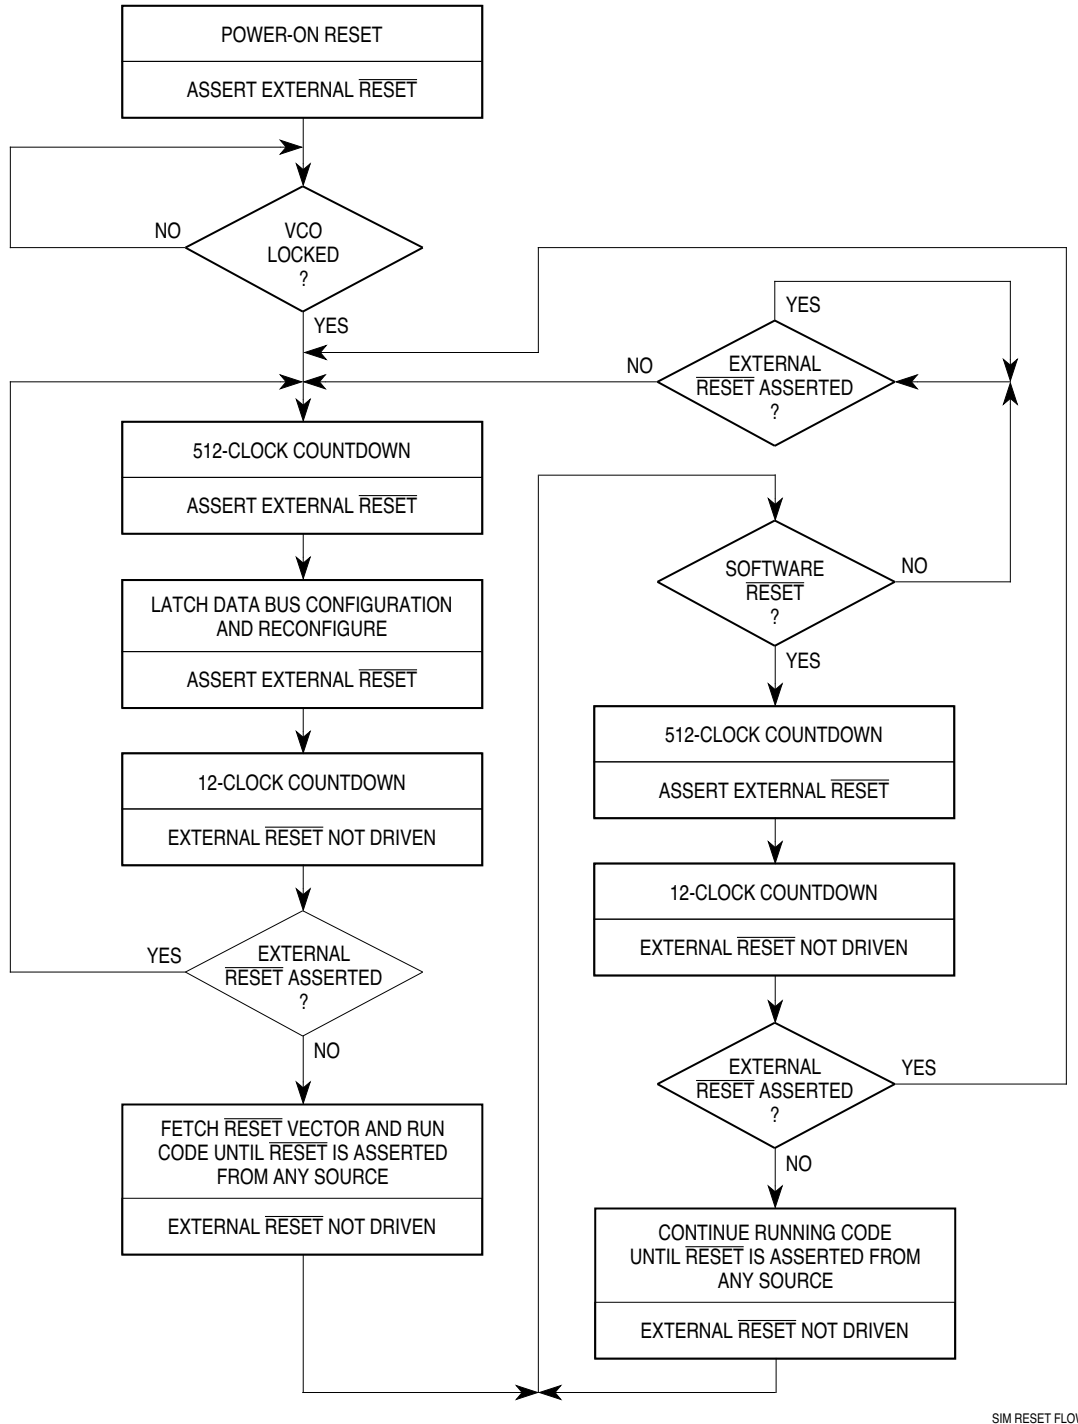 POWER-ON RESET
ASSERT EXTERNAL RESET
VCO
LOCKED
?
NO
YES
512-CLOCK COUNTDOWN
ASSERT EXTERNAL RESET
LATCH DATA BUS CONFIGURATION
AND RECONFIGURE
ASSERT EXTERNAL RESET
12-CLOCK COUNTDOWN
EXTERNAL RESET NOT DRIVEN
YES
EXTERNAL
RESET ASSERTED
?
NO
FETCH RESET VECTOR AND RUN
CODE UNTIL RESET IS ASSERTED
FROM ANY SOURCE
EXTERNAL RESET NOT DRIVEN
YES
NO
EXTERNAL
RESET ASSERTED
?
SOFTWARE
RESET
?
NO
YES
512-CLOCK COUNTDOWN
ASSERT EXTERNAL RESET
12-CLOCK COUNTDOWN
EXTERNAL RESET NOT DRIVEN
EXTERNAL
RESET ASSERTED
?
YES
NO
CONTINUE RUNNING CODE
UNTIL RESET IS ASSERTED FROM
ANY SOURCE
EXTERNAL RESET NOT DRIVEN
SIM RESET